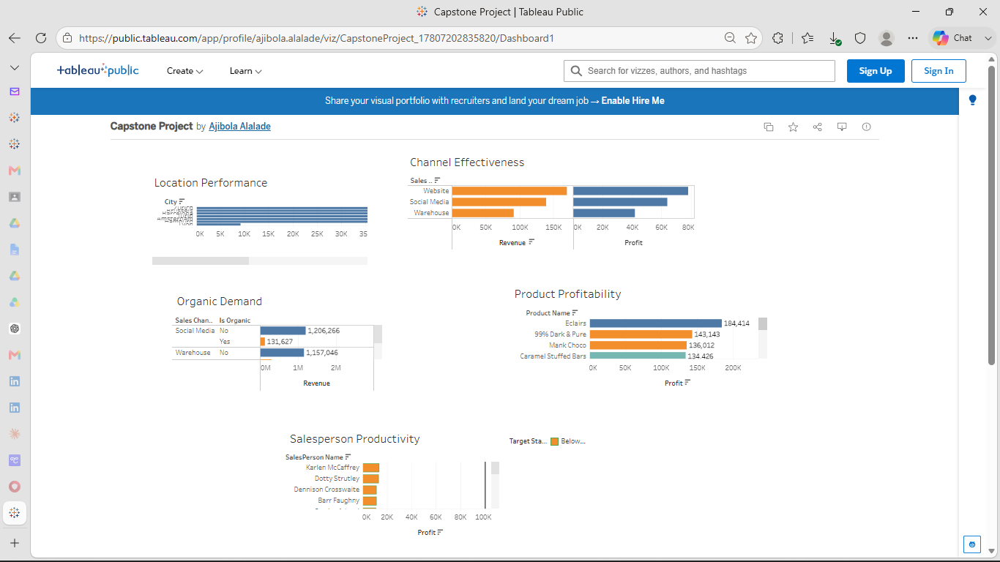 Capstone Project | Tableau Public
https://public.tableau.com/app/profile/ajibola.alalade/viz/CapstoneProject_17807202835820/Dashboard1
Chat
tableau public
Create
Learn
Search for vizzes, authors, and hashtags
Sign Up
Sign In
Share your visual portfolio with recruiters and land your dream job → Enable Hire Me
Capstone Project by Ajibola Alalade
Location Performance
City
0K 5K 10K 15K 20K 25K 30K 35
Channel Effectiveness
Sales ..
Website
Social Media
Warehouse
0K 50K 100K 150K 0K 20K 40K 60K 80K
Revenue Profit
Organic Demand
Sales Chan.. Is Organic
Social Media No 1,206,266
Yes 131,627
Warehouse No 1,157,046
0M 1M 2M
Revenue
Product Profitability
Product Name
Eclairs 184,414
99% Dark & Pure 143,143
Mank Choco 136,012
Caramel Stuffed Bars 134,426
0K 50K 100K 150K 200K
Profit
Salesperson Productivity
SalesPerson Name
Karlen McCaffrey
Dotty Strutley
Dennison Crosswaite
Barr Faughny
0K 20K 40K 60K 80K 100K
Profit
Target Sta... Below...